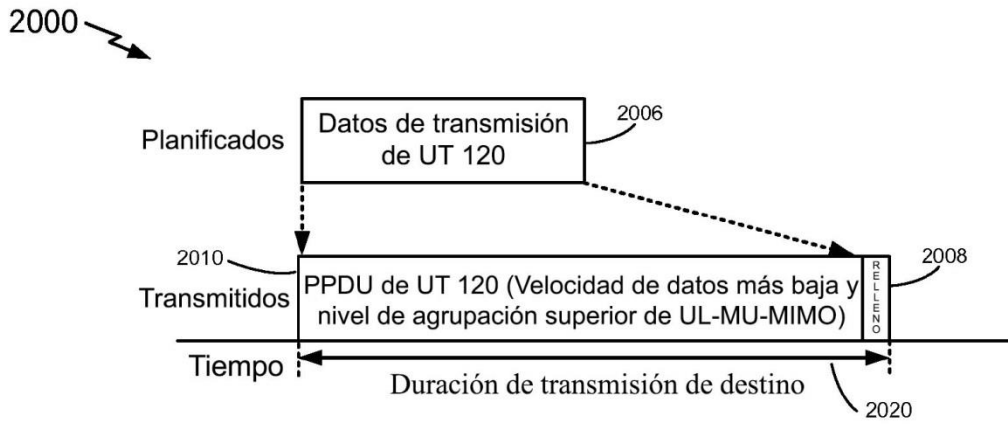 2000
Planificados
Datos de transmisión
de UT 120
2006
2010
Transmitidos
PPDU de UT 120 (Velocidad de datos más baja y
nivel de agrupación superior de UL-MU-MIMO)
RELLENO
2008
Tiempo
Duración de transmisión de destino
2020